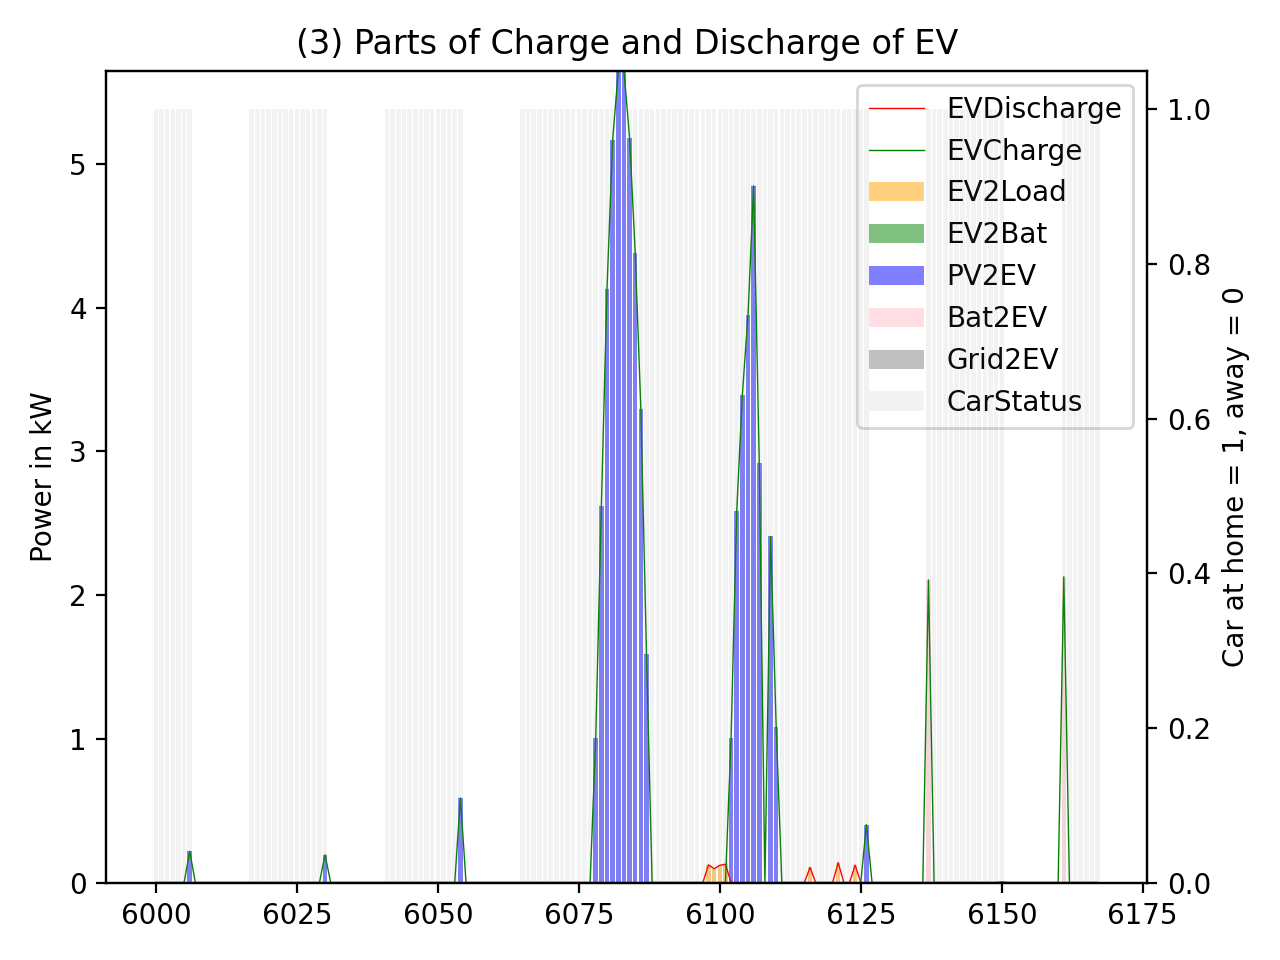 (3) Parts of Charge and Discharge of EV
EVDischarge
EVCharge
EV2Load
EV2Bat
PV2EV
Bat2EV
Grid2EV
CarStatus
Power in kW
5
4
3
2
1
0
1.0
0.8
0.6
0.4
0.2
0.0
Car at home = 1, away = 0
6000 6025 6050 6075 6100 6125 6150 6175